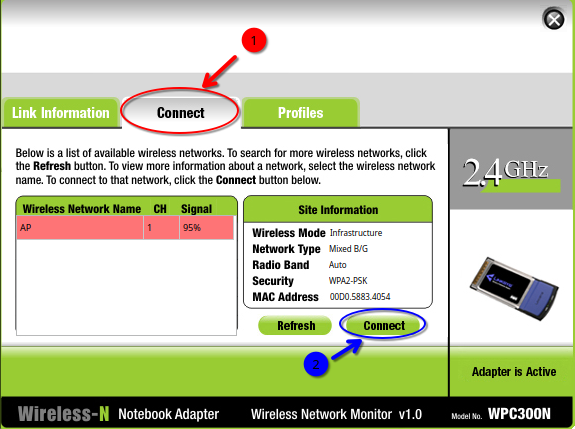 1
Link Information
Connect
Profiles
Below is a list of available wireless networks. To search for more wireless networks, click
the Refresh button. To view more information about a network, select the wireless network
name. To connect to that network, click the Connect button below.
2.4GHz
Wireless Network Name CH Signal
AP 1 95%
Site Information
Wireless Mode Infrastructure
Network Type Mixed B/G
Radio Band Auto
Security WPA2-PSK
MAC Address 00D0.5883.4054
Linksys
Refresh
Connect
2
Adapter is Active
Wireless-N Notebook Adapter Wireless Network Monitor v1.0 Model No. WPC300N